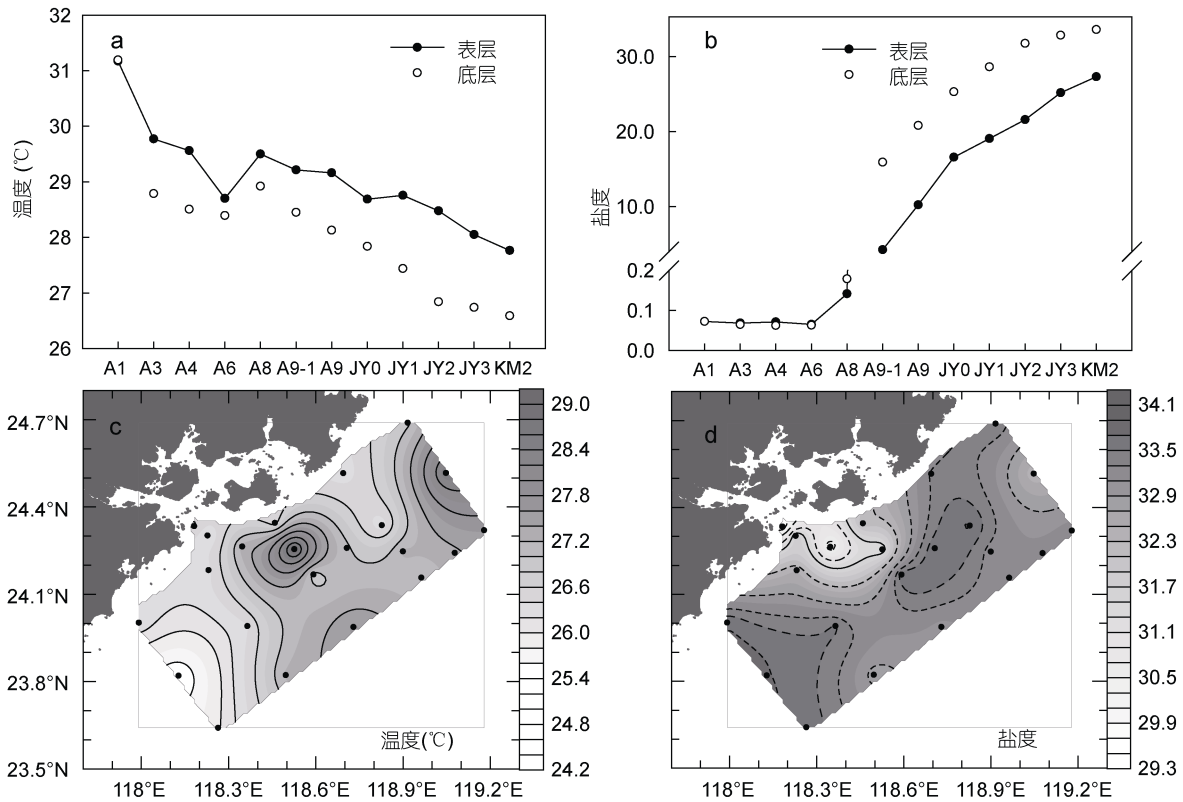 a
表层
底层
温度 (℃)
32
31
30
29
28
27
26
A1 A3 A4 A6 A8 A9-1 A9 JY0 JY1 JY2 JY3 KM2
b
表层
底层
盐度
30.0
20.0
10.0
0.2
0.1
0.0
A1 A3 A4 A6 A8 A9-1 A9 JY0 JY1 JY2 JY3 KM2
c
24.7°N
24.4°N
24.1°N
23.8°N
23.5°N
温度(℃)
118°E 118.3°E 118.6°E 118.9°E 119.2°E
29.0
28.4
27.8
27.2
26.6
26.0
25.4
24.8
24.2
d
盐度
118°E 118.3°E 118.6°E 118.9°E 119.2°E
34.1
33.5
32.9
32.3
31.7
31.1
30.5
29.9
29.3